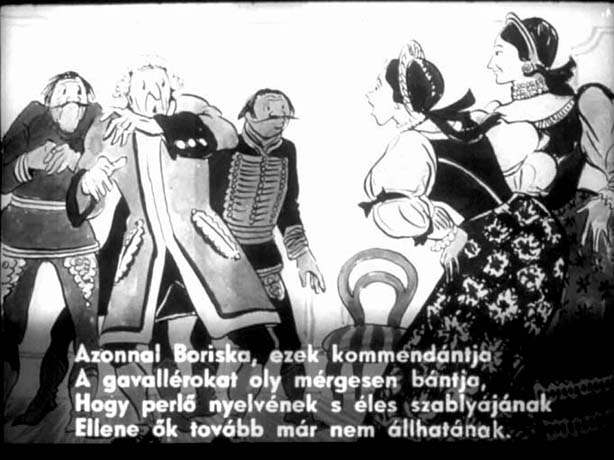 Azonnal Boriska, ezek kommendántja
A gavallérokat oly mérgesen bántja,
Hogy perlő nyelvének s éles szablyájának
Ellene ők tovább már nem állhatának.